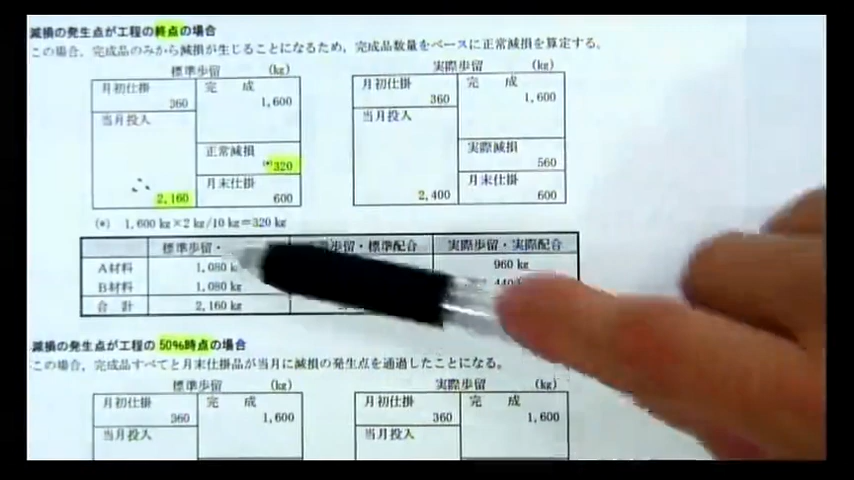 減損の発生点が工程の終点の場合
この場合、完成品のみから減損が生じることになるため、完成品数量をベースに正常減損を算定する。
標準歩留 (kg)
月初仕掛 360
当月投入 2,160
完成 1,600
正常減損 (*)320
月末仕掛 600
実際歩留 (kg)
月初仕掛 360
当月投入 2,400
完成 1,600
実際減損 560
月末仕掛 600
(*) 1,600 kg×2 kg/10 kg=320 kg
標準歩留・ 歩留・標準配合 実際歩留・実際配合
A材料 1,080 960 kg
B材料 1,080 kg
合計 2,160 kg
減損の発生点が工程の50%時点の場合
この場合、完成品すべてと月末仕掛品が当月に減損の発生点を通過したことになる。
標準歩留 (kg)
月初仕掛 360
当月投入
完成 1,600
実際歩留 (kg)
月初仕掛 360
当月投入
完成 1,600